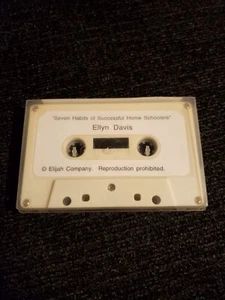 "Seven Habits of Successful Home Schoolers"
Ellyn Davis
© Elijah Company. Reproduction prohibited.